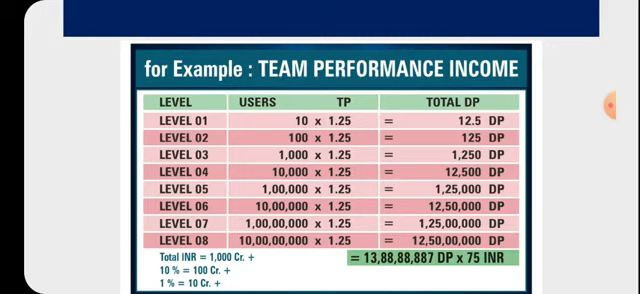 for Example : TEAM PERFORMANCE INCOME
LEVEL USERS TP TOTAL DP
LEVEL 01 10 x 1.25 = 12.5 DP
LEVEL 02 100 x 1.25 = 125 DP
LEVEL 03 1,000 x 1.25 = 1,250 DP
LEVEL 04 10,000 x 1.25 = 12,500 DP
LEVEL 05 1,00,000 x 1.25 = 1,25,000 DP
LEVEL 06 10,00,000 x 1.25 = 12,50,000 DP
LEVEL 07 1,00,00,000 x 1.25 = 1,25,00,000 DP
LEVEL 08 10,00,00,000 x 1.25 = 12,50,00,000 DP
Total INR = 1,000 Cr. + = 13,88,88,887 DP x 75 INR
10 % = 100 Cr. +
1 % = 10 Cr. +